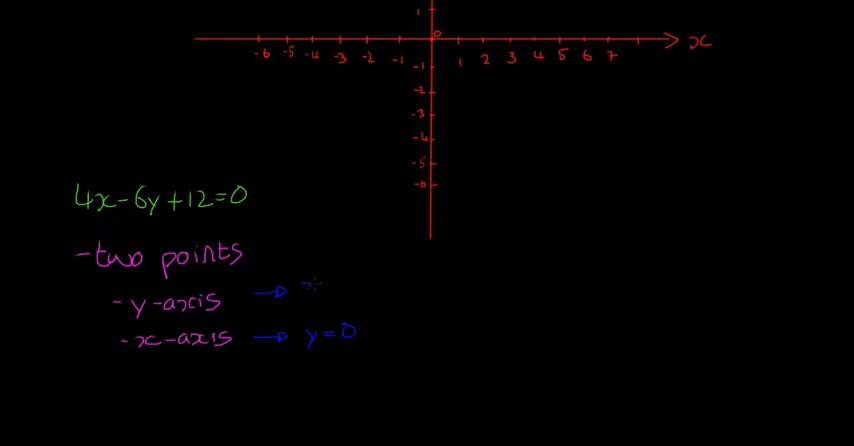 1
0
x
-6 -5 -4 -3 -2 -1 1 2 3 4 5 6 7
-1
-2
-3
-4
-5
-6
4x-6y+12=0
-two points
-y-axis →
-x-axis → y=0